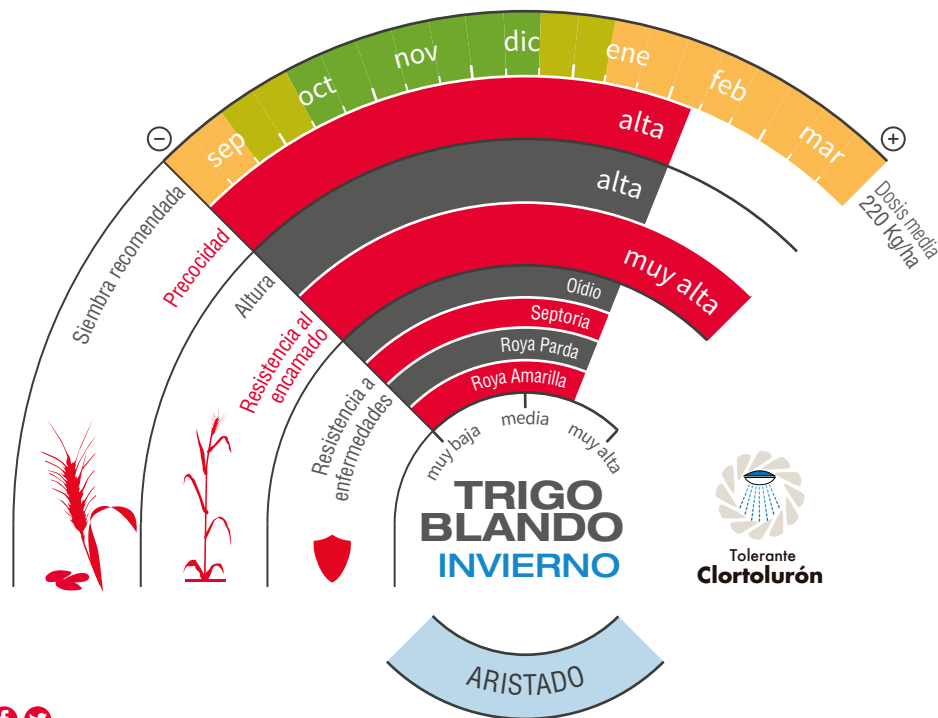 sep
oct
nov
dic
ene
feb
mar
−
+
Dosis media
220 Kg/ha
Siembra recomendada
Precocidad
alta
Altura
alta
Resistencia al
encamado
muy alta
Resistencia a
enfermedades
Oídio
Septoria
Roya Parda
Roya Amarilla
muy baja
media
muy alta
TRIGO
BLANDO
INVIERNO
Tolerante
Clortolurón
ARISTADO